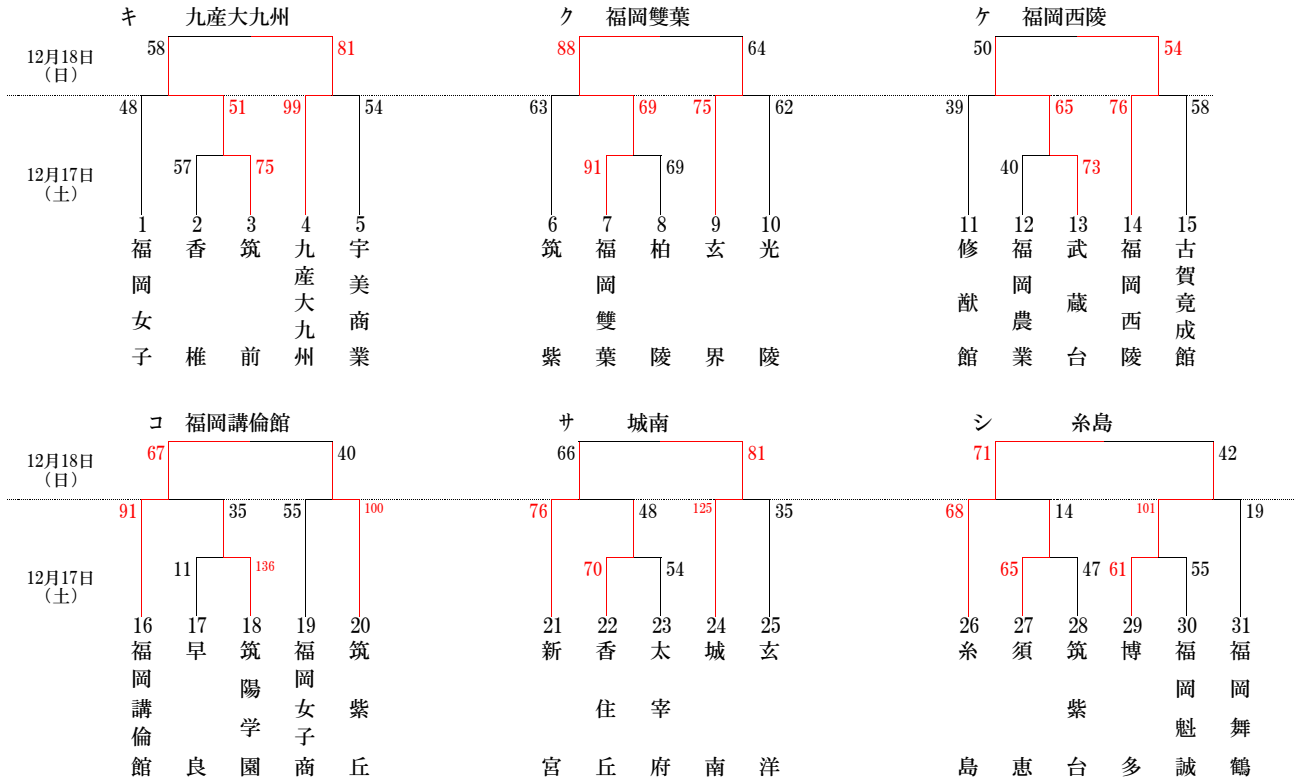 キ 九産大九州
ク 福岡雙葉
ケ 福岡西陵
12月18日
（日）
58 81
88 64
50 54
48 51 99 54
63 69 75 62
39 65 76 58
12月17日
（土）
57 75
91 69
40 73
1 2 3 4 5
福岡女子
香椎
筑前
九産大九州
宇美商業
6 7 8 9 10
筑紫
福岡雙葉
柏陵
玄界
光陵
11 12 13 14 15
修猷館
福岡農業
武蔵台
福岡西陵
古賀竟成館
コ 福岡講倫館
サ 城南
シ 糸島
12月18日
（日）
67 40
66 81
71 42
91 35 55 100
76 48 125 35
68 14 101 19
12月17日
（土）
11 136
70 54
65 47 61 55
16 17 18 19 20
福岡講倫館
早良
筑陽学園
福岡女子商
筑紫丘
21 22 23 24 25
新宮
香住丘
太宰府
城南
玄洋
26 27 28 29 30 31
糸島
須恵
筑紫台
博多
福岡魁誠
福岡舞鶴